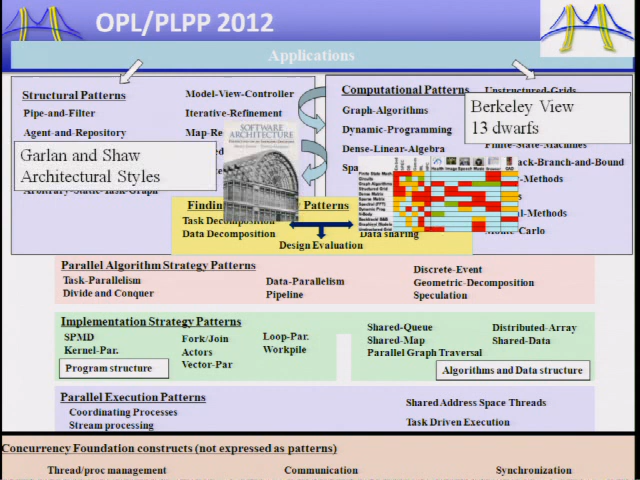 OPL/PLPP 2012
Applications
Structural Patterns
Pipe-and-Filter
Agent-and-Repository
Model-View-Controller
Iterative-Refinement
Garlan and Shaw
Architectural Styles
SOFTWARE
ARCHITECTURE
Computational Patterns
Graph-Algorithms
Dynamic-Programming
Dense-Linear-Algebra
Unstructured-Grids
Berkeley View
13 dwarfs
Finite-State-Machines
Patterns
Task Decomposition
Data Decomposition
Data sharing
Design Evaluation
Parallel Algorithm Strategy Patterns
Task-Parallelism
Divide and Conquer
Data-Parallelism
Pipeline
Discrete-Event
Geometric-Decomposition
Speculation
Implementation Strategy Patterns
SPMD
Kernel-Par.
Fork/Join
Actors
Vector-Par
Loop-Par.
Workpile
Program structure
Shared-Queue
Shared-Map
Parallel Graph Traversal
Distributed-Array
Shared-Data
Algorithms and Data structure
Parallel Execution Patterns
Coordinating Processes
Stream processing
Shared Address Space Threads
Task Driven Execution
Concurrency Foundation constructs (not expressed as patterns)
Thread/proc management
Communication
Synchronization